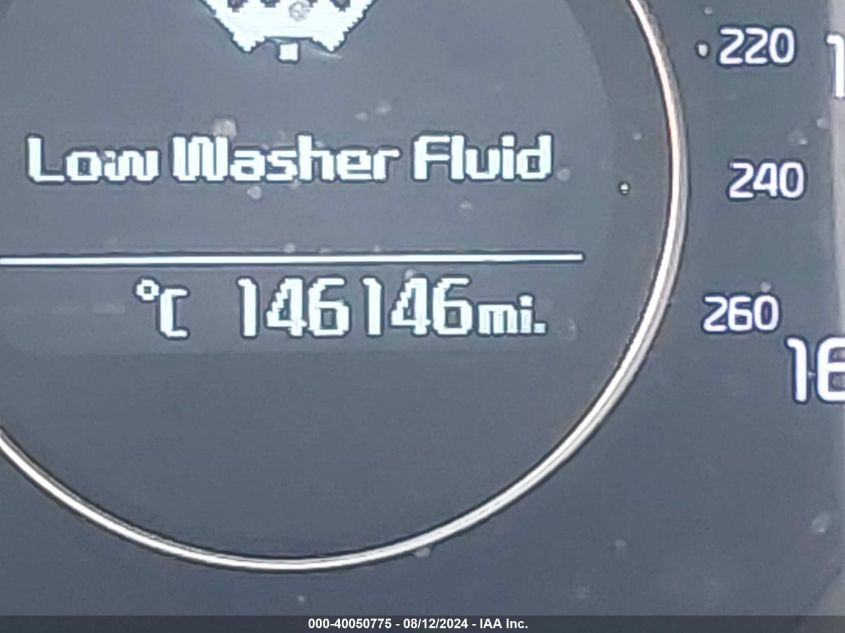 220
Low Washer Fluid
240
°C 146146mi.
260
000-40050775 - 08/12/2024 - IAA Inc.